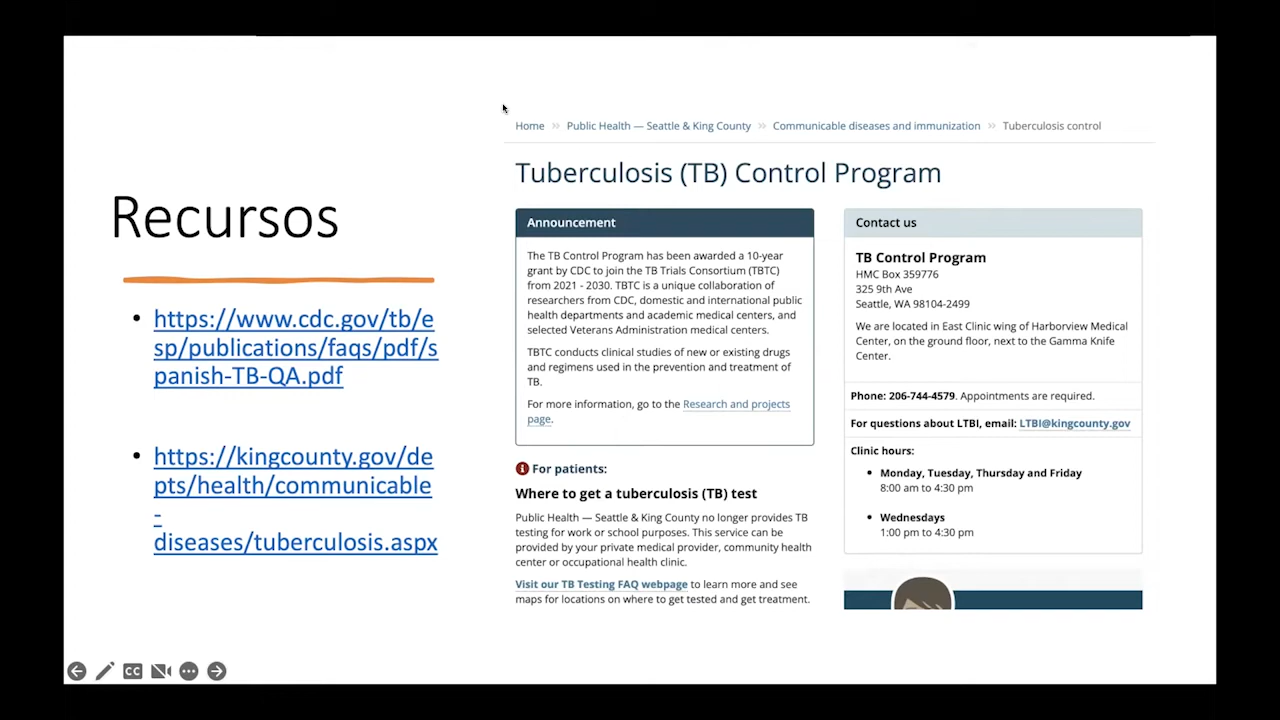 Recursos
• https://www.cdc.gov/tb/e
sp/publications/faqs/pdf/s
panish-TB-QA.pdf
• https://kingcounty.gov/de
pts/health/communicable
-
diseases/tuberculosis.aspx
Home » Public Health — Seattle & King County » Communicable diseases and immunization » Tuberculosis control
Tuberculosis (TB) Control Program
Announcement
The TB Control Program has been awarded a 10-year
grant by CDC to join the TB Trials Consortium (TBTC)
from 2021 - 2030. TBTC is a unique collaboration of
researchers from CDC, domestic and international public
health departments and academic medical centers, and
selected Veterans Administration medical centers.
TBTC conducts clinical studies of new or existing drugs
and regimens used in the prevention and treatment of
TB.
For more information, go to the Research and projects
page.
For patients:
Where to get a tuberculosis (TB) test
Public Health — Seattle & King County no longer provides TB
testing for work or school purposes. This service can be
provided by your private medical provider, community health
center or occupational health clinic.
Visit our TB Testing FAQ webpage to learn more and see
maps for locations on where to get tested and get treatment.
Contact us
TB Control Program
HMC Box 359776
325 9th Ave
Seattle, WA 98104-2499
We are located in East Clinic wing of Harborview Medical
Center, on the ground floor, next to the Gamma Knife
Center.
Phone: 206-744-4579. Appointments are required.
For questions about LTBI, email: LTBI@kingcounty.gov
Clinic hours:
• Monday, Tuesday, Thursday and Friday
8:00 am to 4:30 pm
• Wednesdays
1:00 pm to 4:30 pm
CC